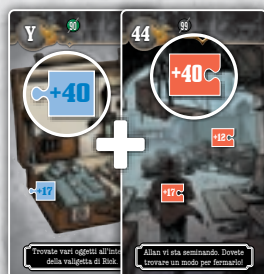 Y
90
+40
+17
Trovate vari oggetti all'inte
della valigetta di Rick.
44
99
+40
+12
+17
Allan vi sta seminando. Dovete
trovare un modo per fermarlo!